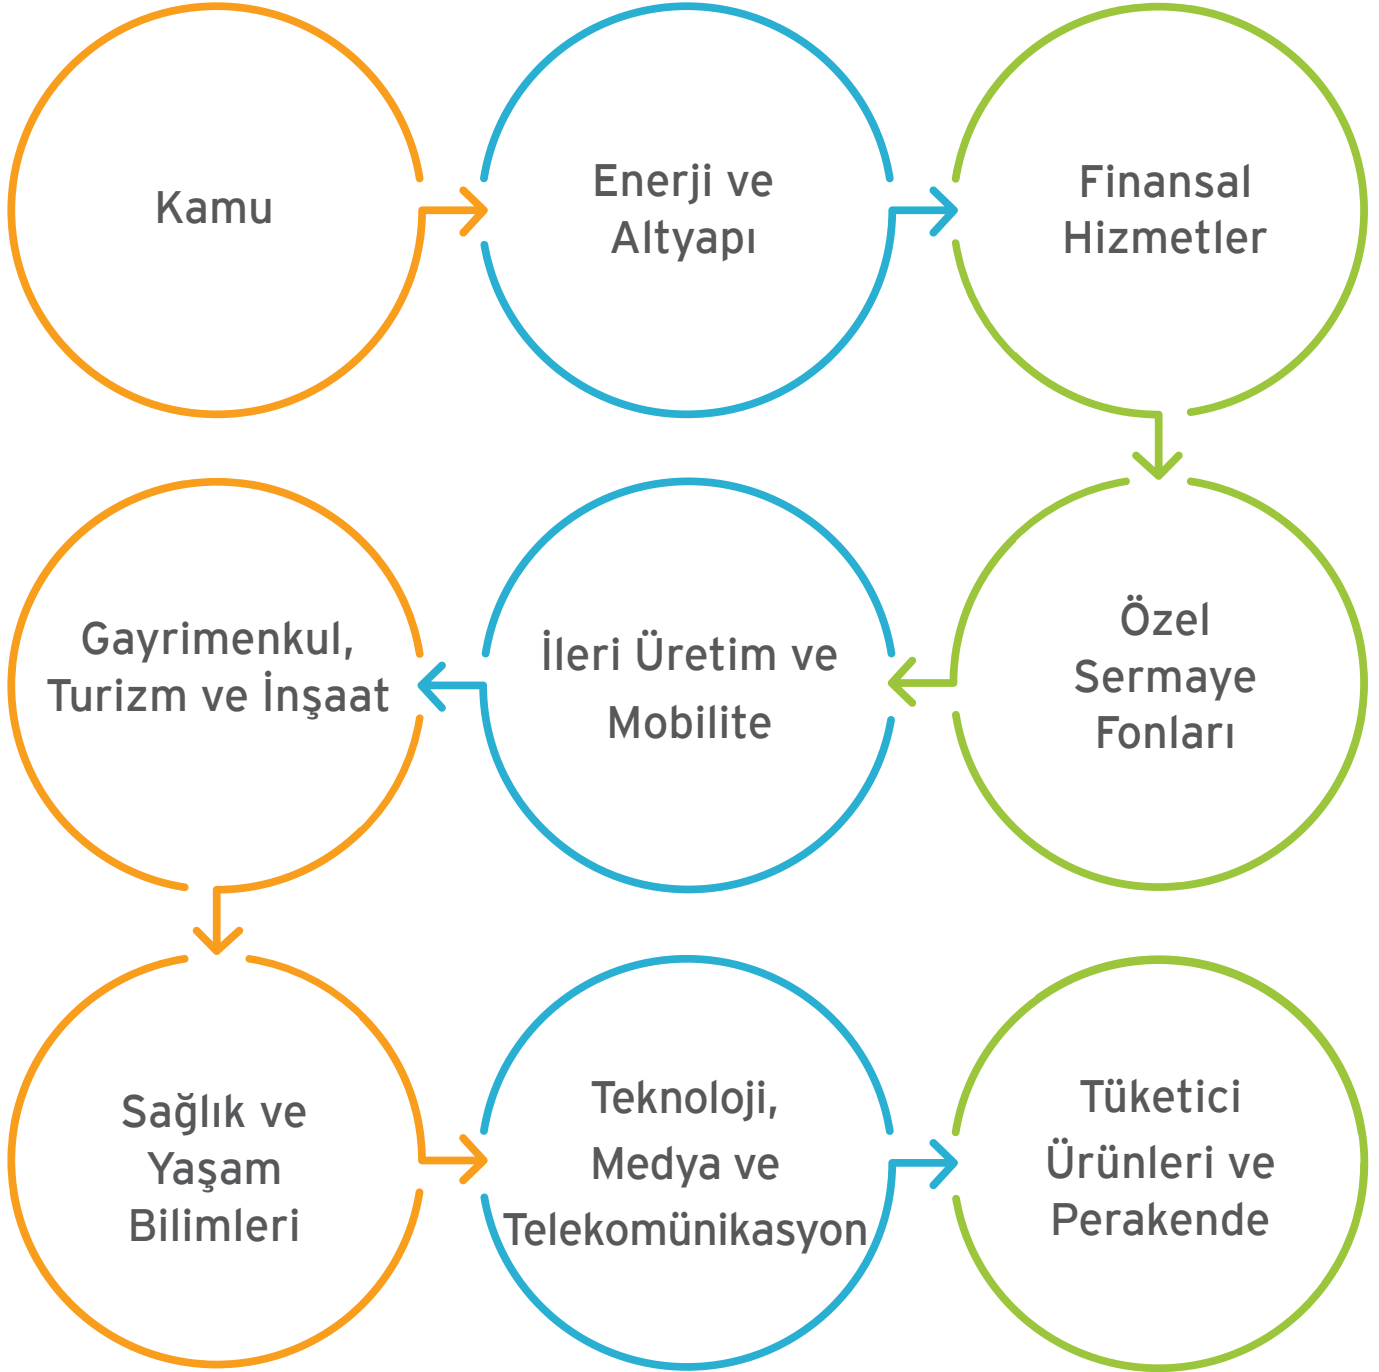 Kamu
Enerji ve
Altyapı
Finansal
Hizmetler
Özel
Sermaye
Fonları
İleri Üretim ve
Mobilite
Gayrimenkul,
Turizm ve İnşaat
Sağlık ve
Yaşam
Bilimleri
Teknoloji,
Medya ve
Telekomünikasyon
Tüketici
Ürünleri ve
Perakende